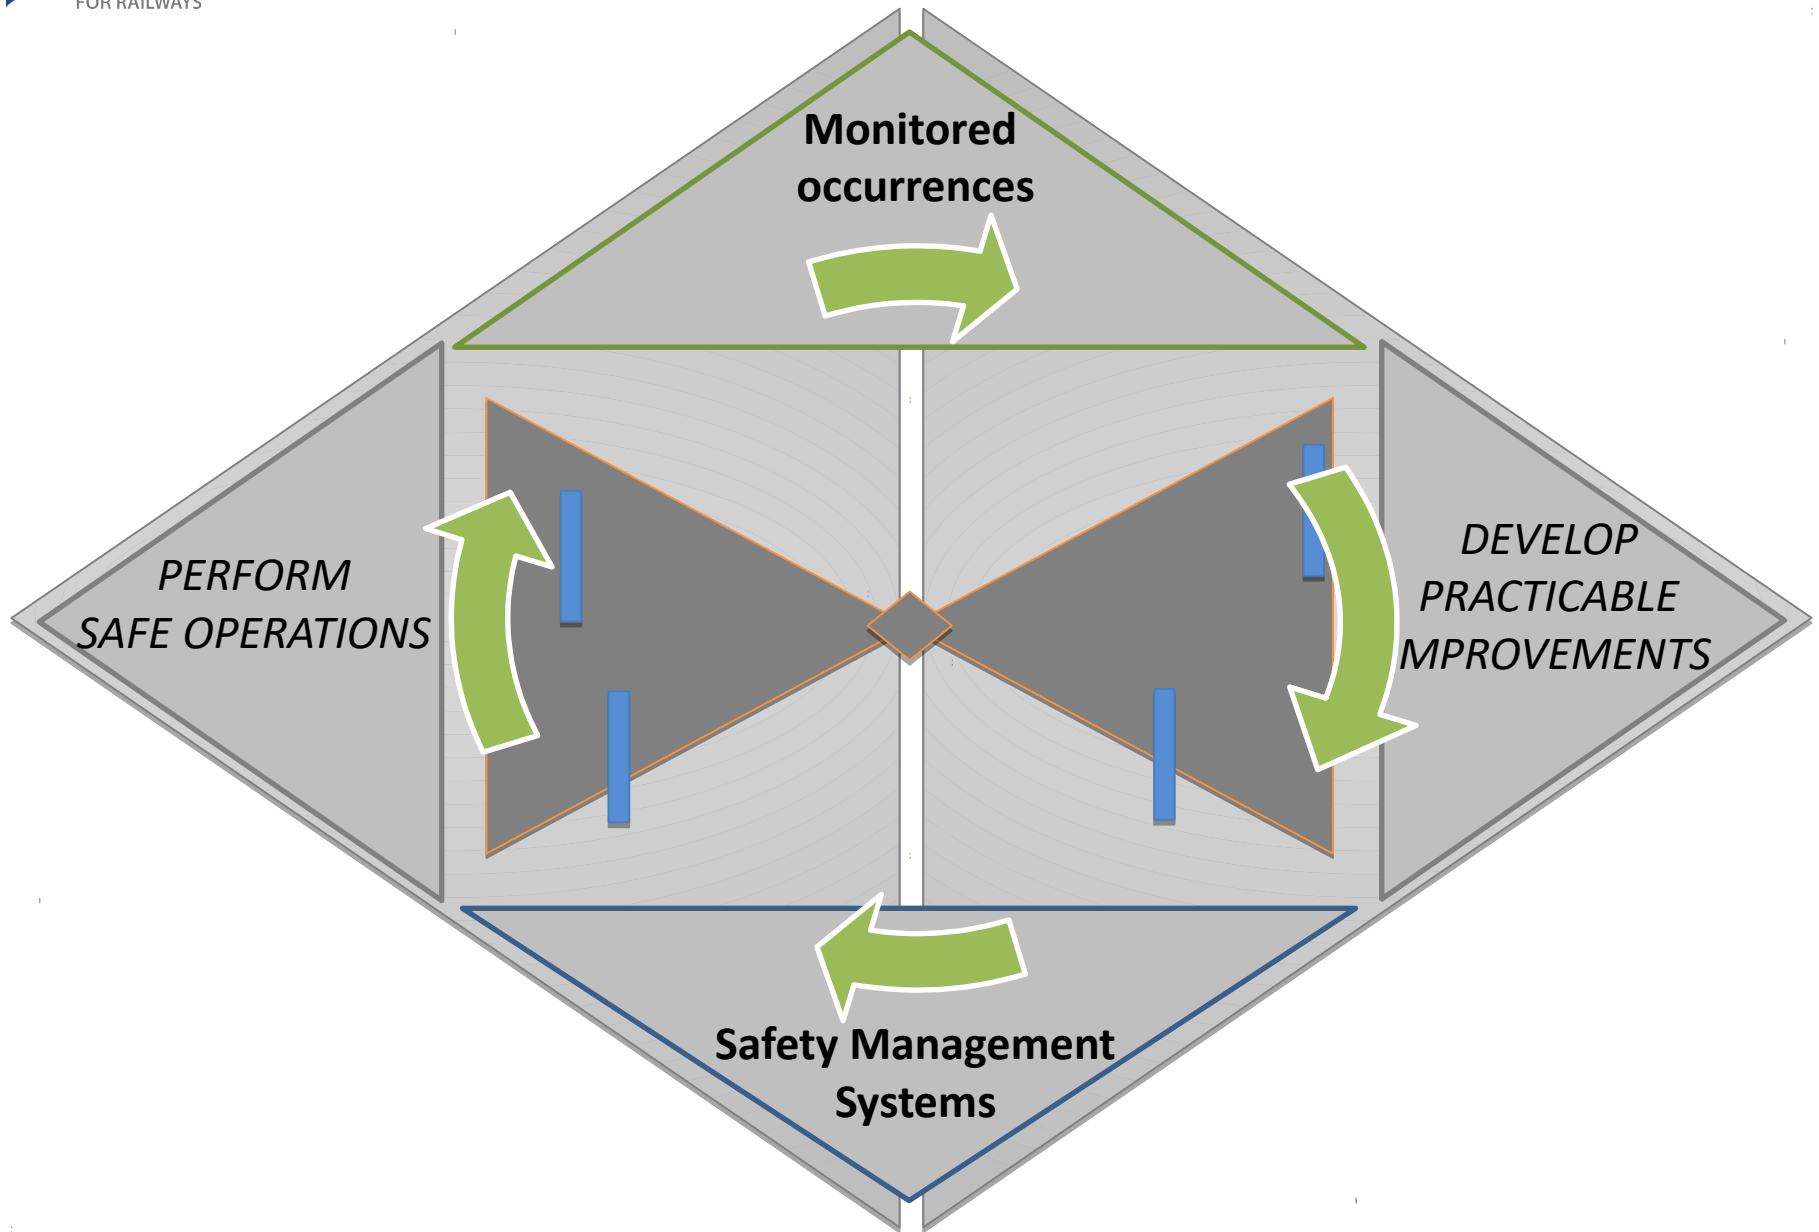 FOR RAILWAYS
Monitored
occurrences
PERFORM
SAFE OPERATIONS
DEVELOP
PRACTICABLE
MPROVEMENTS
Safety Management
Systems